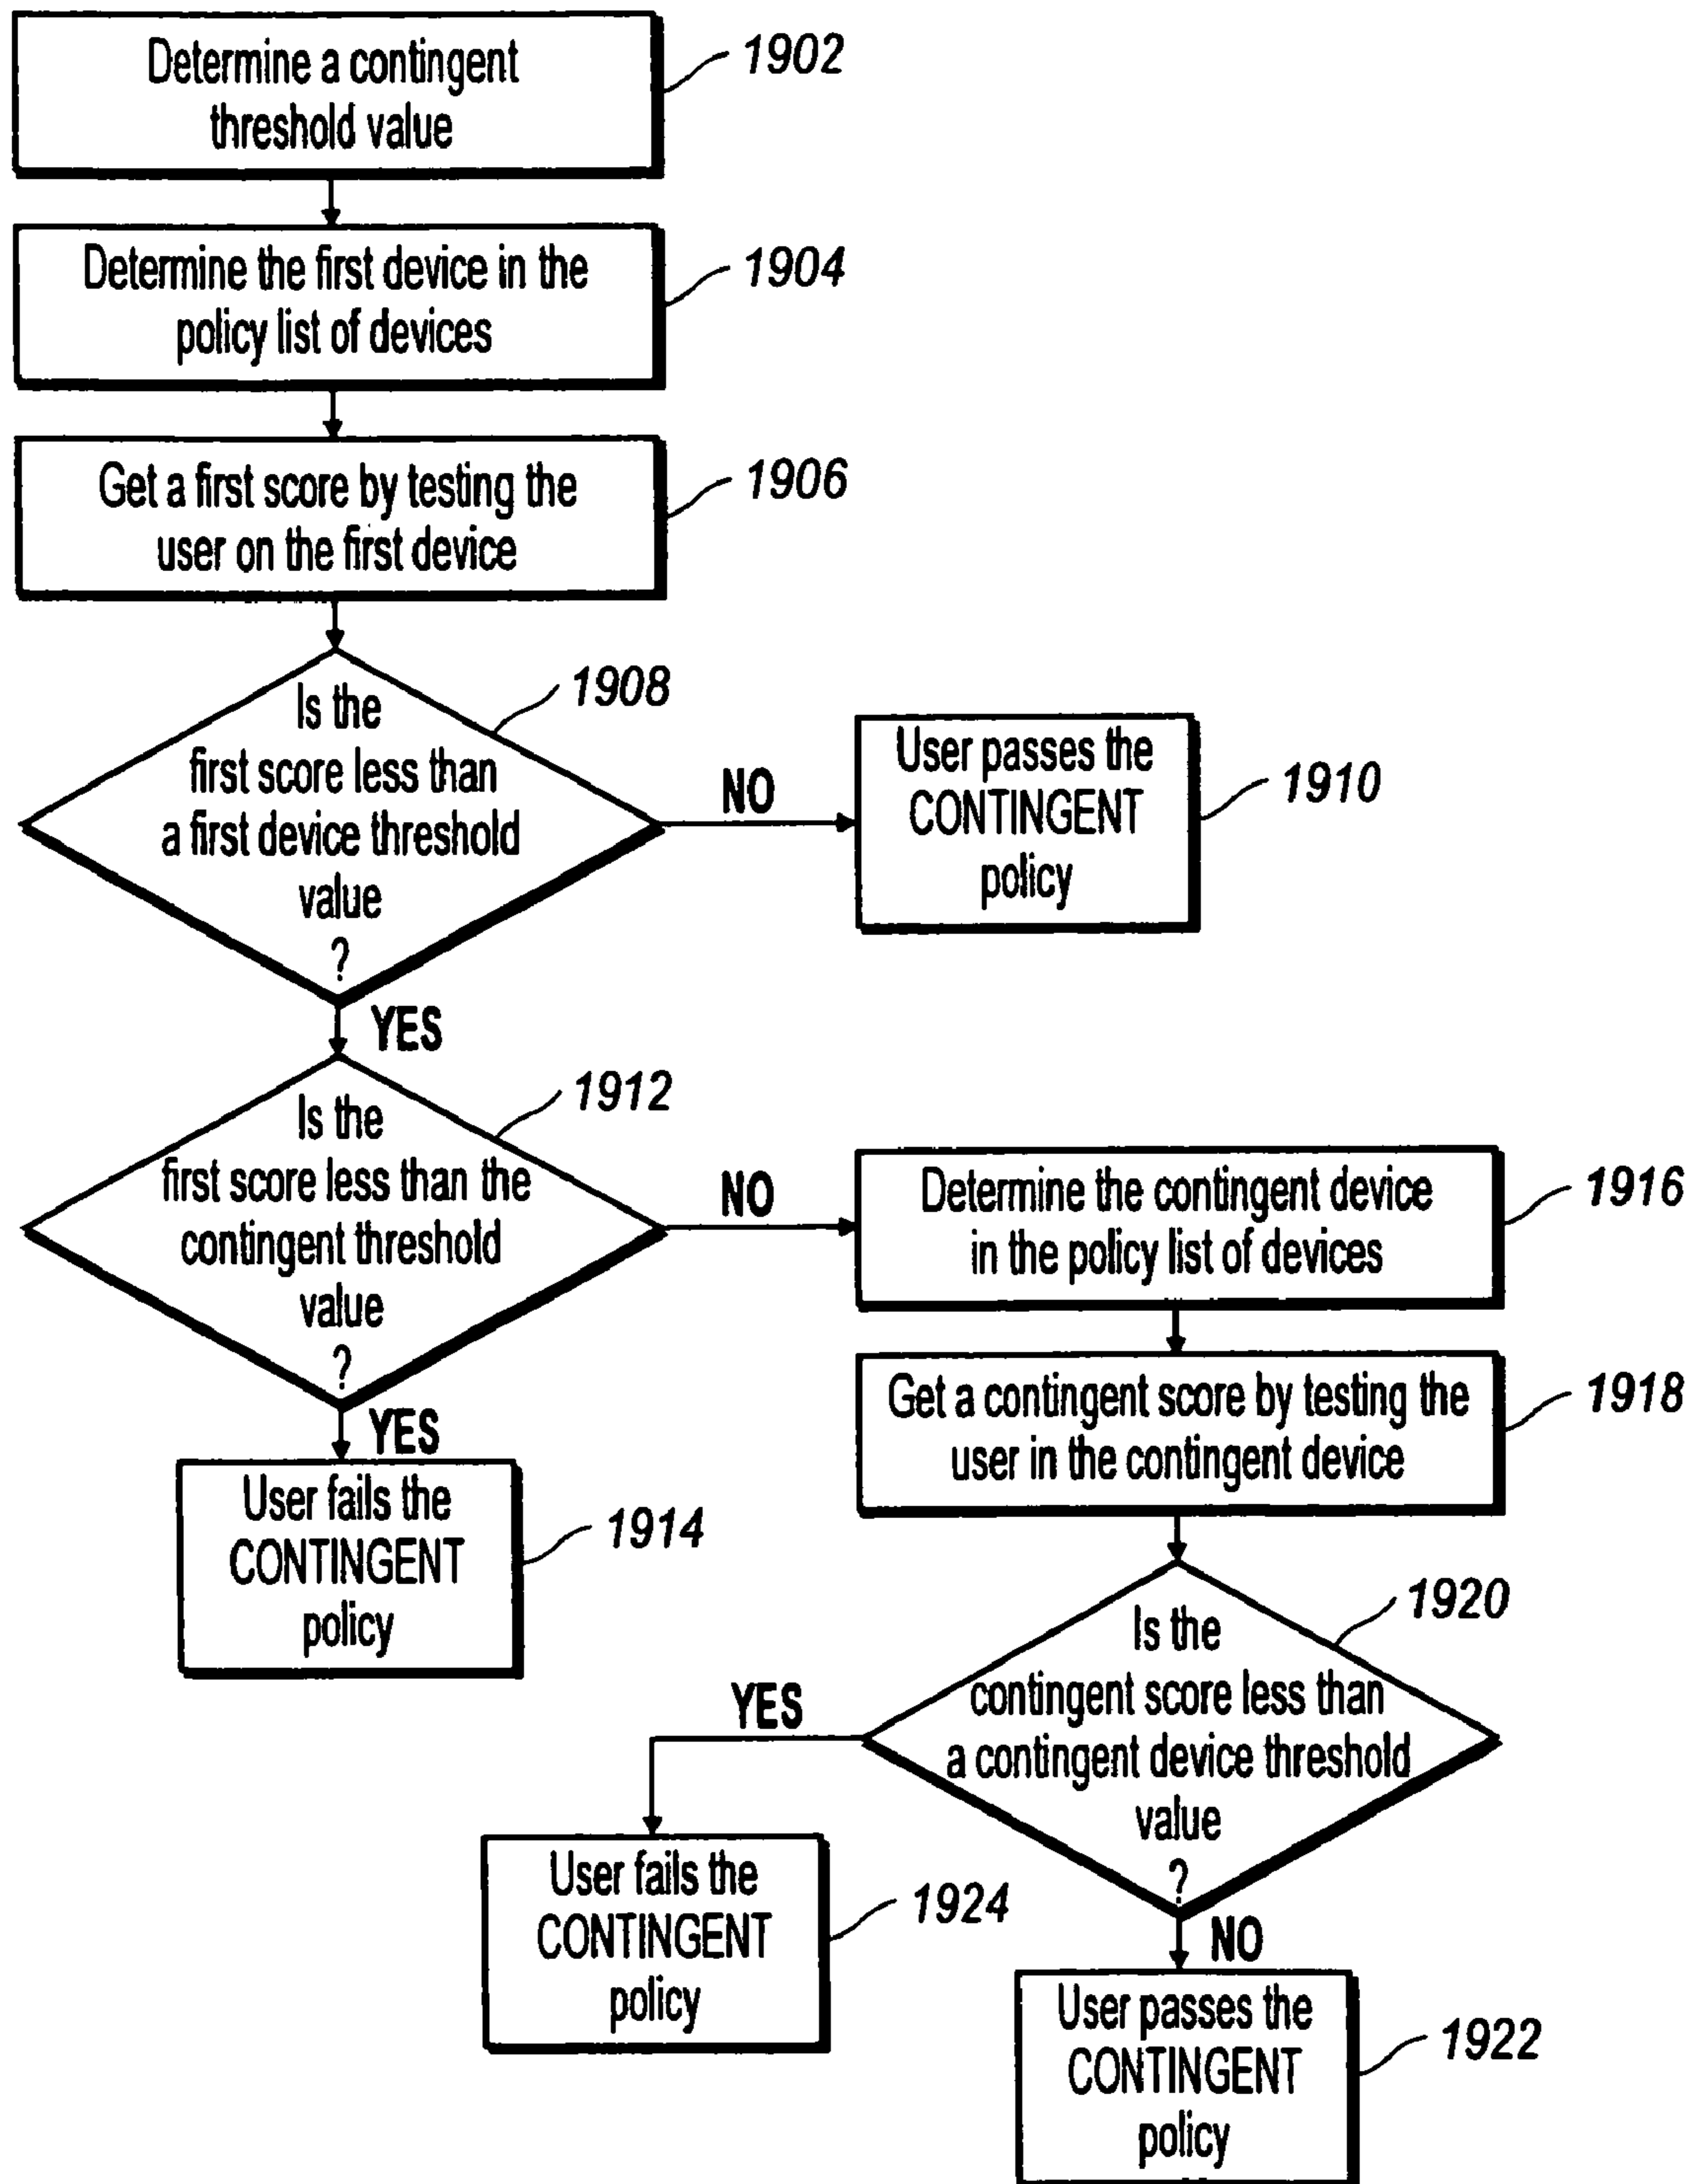 Determine a contingent
threshold value
1902
Determine the first device in the
policy list of devices
1904
Get a first score by testing the
user on the first device
1906
Is the
first score less than
a first device threshold
value
?
1908
NO
User passes the
CONTINGENT
policy
1910
YES
Is the
first score less than the
contingent threshold
value
?
1912
NO
Determine the contingent device
in the policy list of devices
1916
Get a contingent score by testing the
user in the contingent device
1918
YES
User fails the
CONTINGENT
policy
1914
Is the
contingent score less than
a contingent device threshold
value
?
1920
YES
User fails the
CONTINGENT
policy
1924
NO
User passes the
CONTINGENT
policy
1922